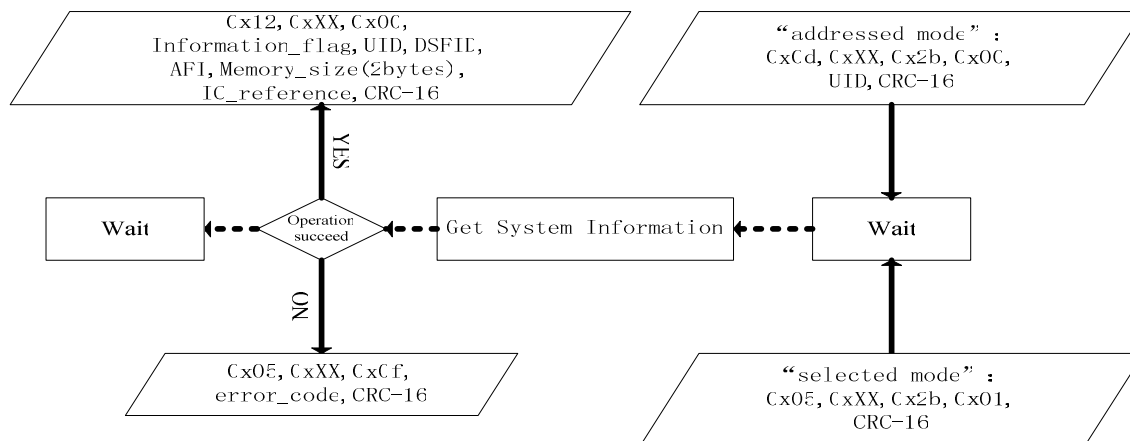 Cx12, CxXX, Cx0C,
Information_flag, UID, DSFID,
AFI, Memory_size(2bytes),
IC_reference, CRC-16
“addressed mode” :
CxCd, CxXX, Cx2b, Cx0C,
UID, CRC-16
YES
Wait
Operation
succeed
Get System Information
Wait
ON
Cx05, CxXX, CxCf,
error_code, CRC-16
“selected mode” :
Cx05, CxXX, Cx2b, Cx01,
CRC-16